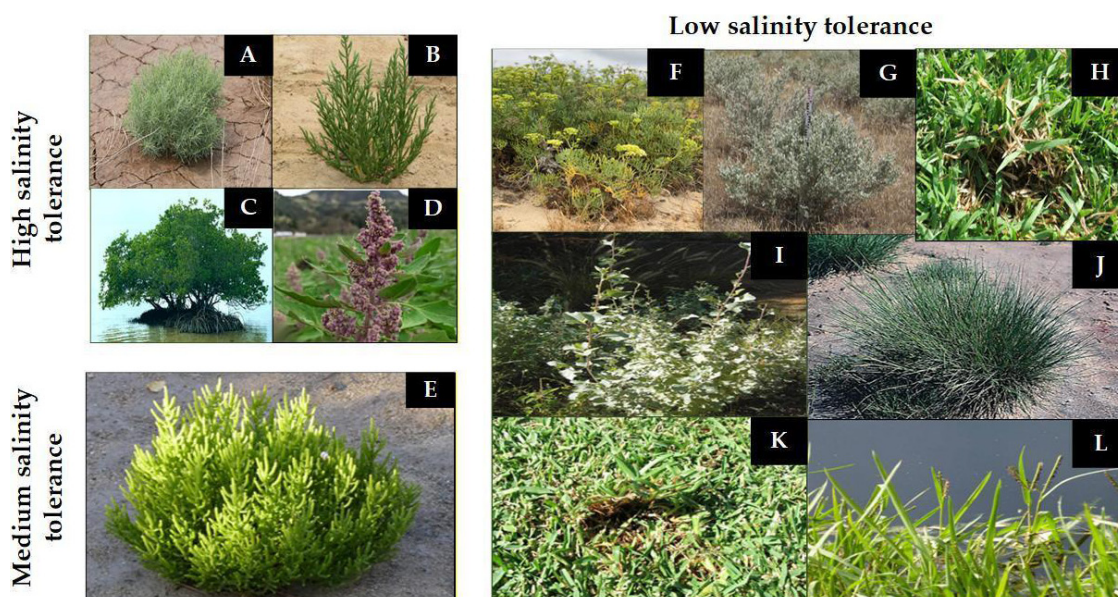 Low salinity tolerance
High salinity
tolerance
A
B
C
D
F
G
H
I
J
K
L
Medium salinity
tolerance
E